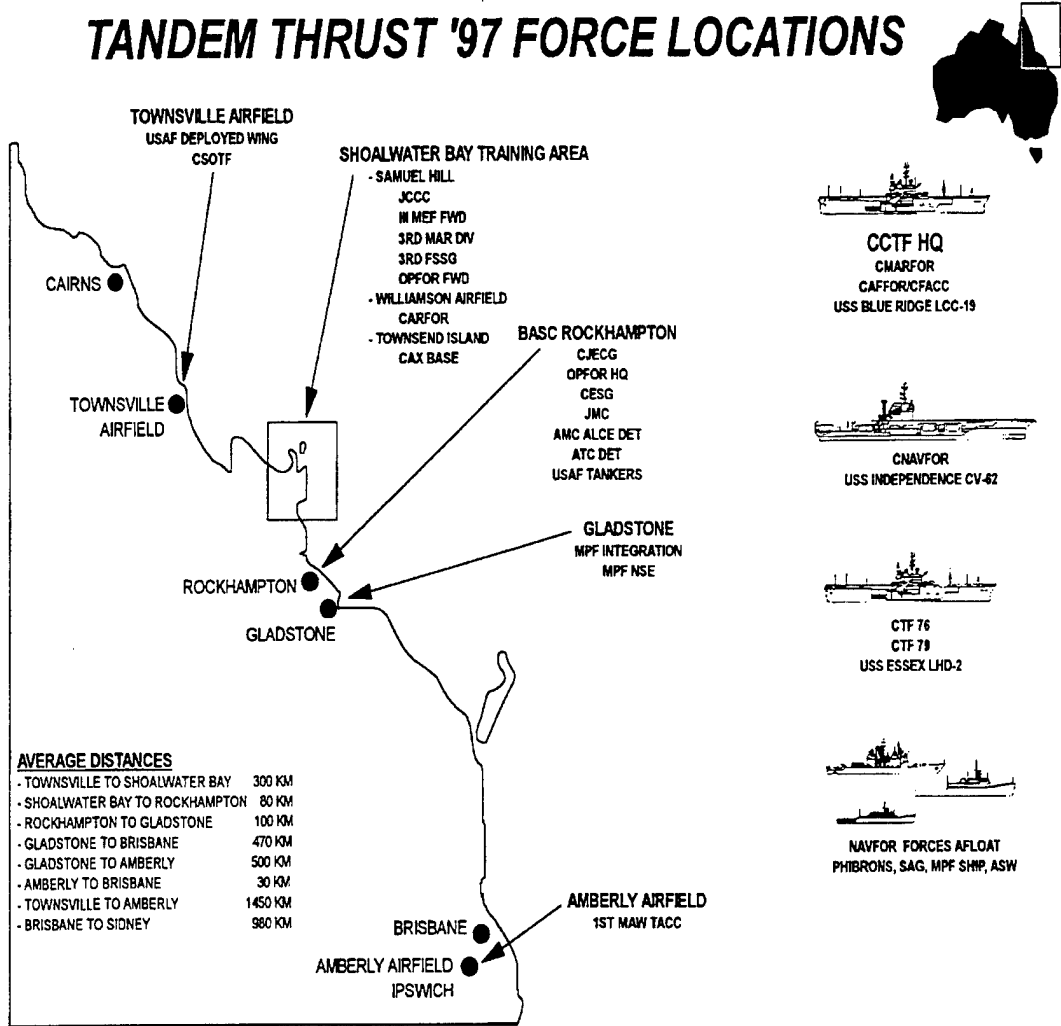 TANDEM THRUST '97 FORCE LOCATIONS
TOWNSVILLE AIRFIELD
USAF DEPLOYED WING
CSOTF
SHOALWATER BAY TRAINING AREA
- SAMUEL HILL
JCCC
III MEF FWD
3RD MAR DIV
3RD FSSG
OPFOR FWD
- WILLIAMSON AIRFIELD
CARFOR
- TOWNSEND ISLAND
CAX BASE
BASC ROCKHAMPTON
CJECG
OPFOR HQ
CESG
JMC
AMC ALCE DET
ATC DET
USAF TANKERS
GLADSTONE
MPF INTEGRATION
MPF NSE
CAIRNS
TOWNSVILLE
AIRFIELD
ROCKHAMPTON
GLADSTONE
BRISBANE
AMBERLY AIRFIELD
IPSWICH
AMBERLY AIRFIELD
1ST MAW TACC
AVERAGE DISTANCES
- TOWNSVILLE TO SHOALWATER BAY 300 KM
- SHOALWATER BAY TO ROCKHAMPTON 80 KM
- ROCKHAMPTON TO GLADSTONE 100 KM
- GLADSTONE TO BRISBANE 470 KM
- GLADSTONE TO AMBERLY 500 KM
- AMBERLY TO BRISBANE 30 KM
- TOWNSVILLE TO AMBERLY 1450 KM
- BRISBANE TO SIDNEY 980 KM
CCTF HQ
CMARFOR
CAFFOR/CFACC
USS BLUE RIDGE LCC-19
CNAVFOR
USS INDEPENDENCE CV-62
CTF 76
CTF 79
USS ESSEX LHD-2
NAVFOR FORCES AFLOAT
PHIBRONS, SAG, MPF SHIP, ASW